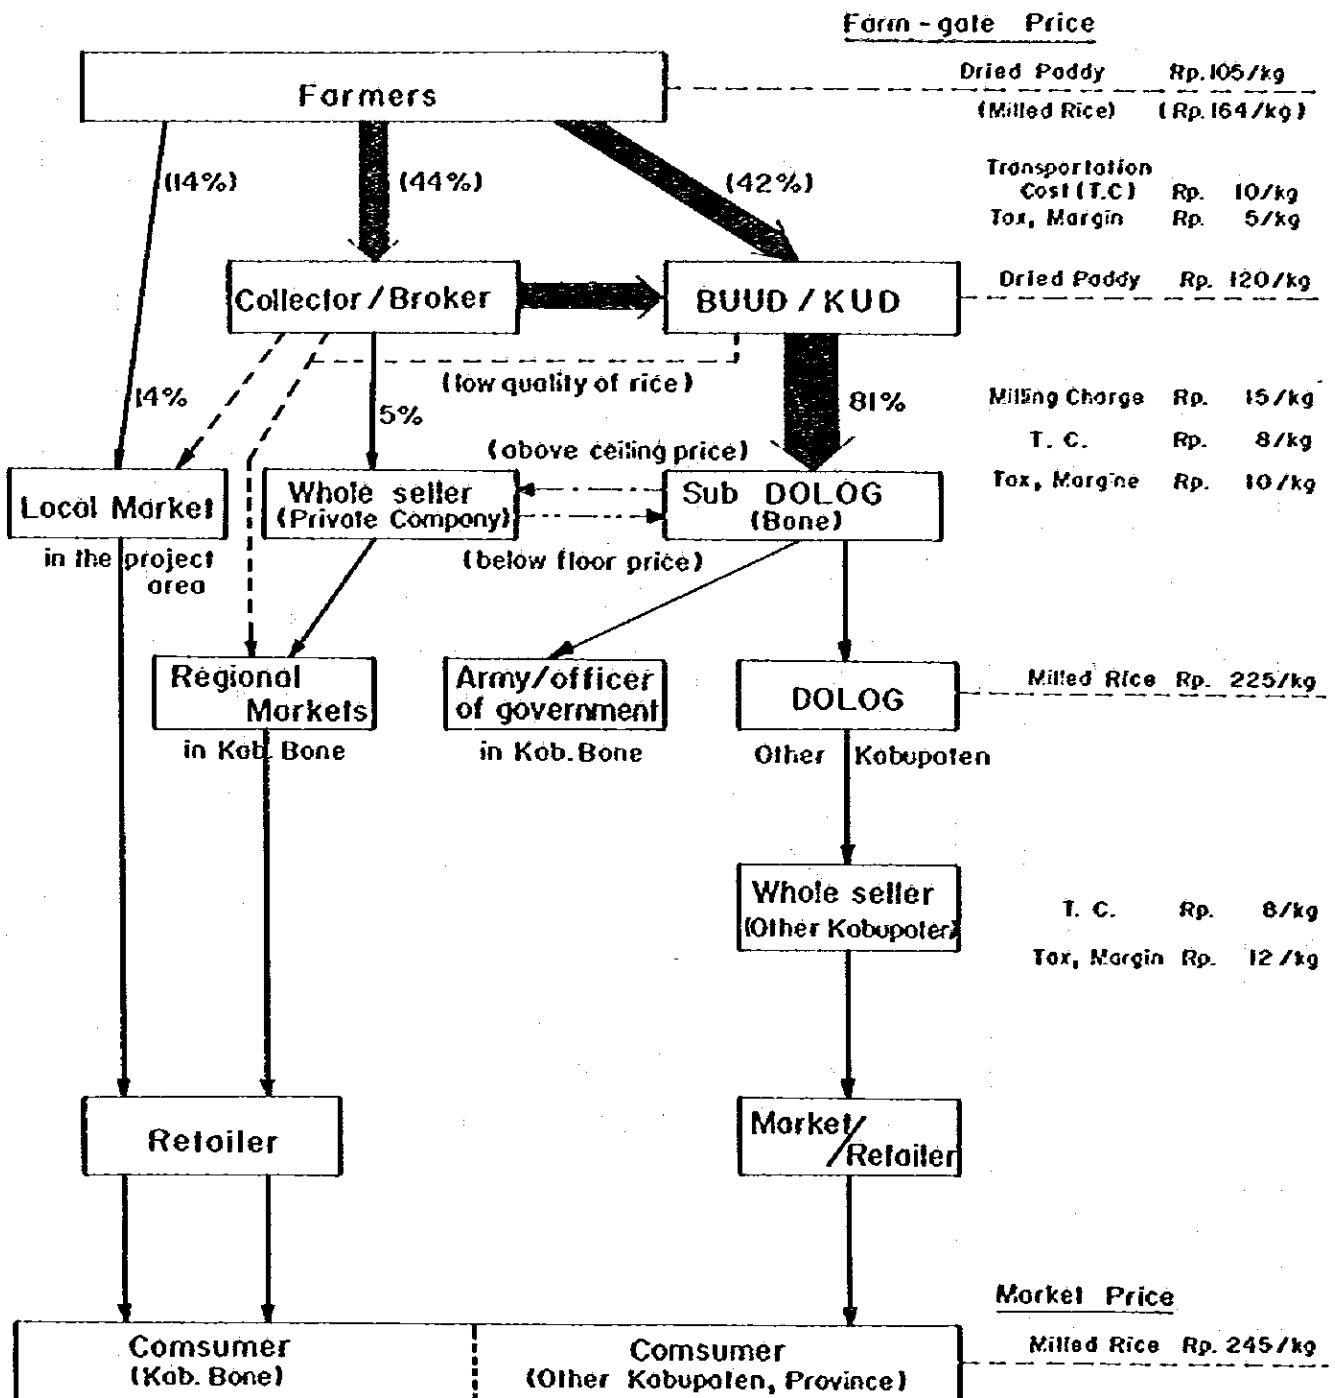 Farm - gate Price
Dried Paddy Rp. 105/kg
Farmers
(Milled Rice) (Rp. 164/kg)
(14%) (44%) (42%)
Transportation
Cost (T.C) Rp. 10/kg
Tax, Margin Rp. 5/kg
Collector / Broker BUUD / KUD
Dried Paddy Rp. 120/kg
(low quality of rice)
14% 5% 81%
Milling Charge Rp. 15/kg
(above ceiling price)
T. C. Rp. 8/kg
Local Market
Whole seller
(Private Company)
Sub DOLOG
(Bone)
Tax, Margine Rp. 10/kg
in the project
area
(below floor price)
Regional
Markets
Army/officer
of government
DOLOG
Milled Rice Rp. 225/kg
in Kab. Bone in Kab. Bone Other Kabupaten
Whole seller
(Other Kabupaten)
T. C. Rp. 8/kg
Tax, Margin Rp. 12/kg
Retailer
Market/
Retailer
Market Price
Comsumer
(Kab. Bone)
Comsumer
(Other Kabupaten, Province)
Milled Rice Rp. 245/kg